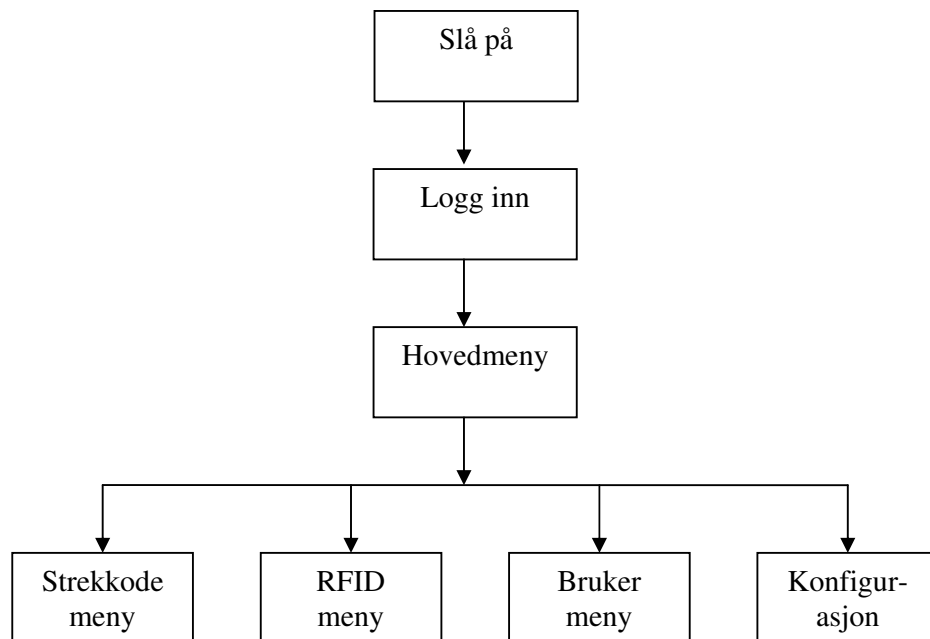 Slå på
Logg inn
Hovedmeny
Strekkode
meny
RFID
meny
Bruker
meny
Konfigur-
asjon